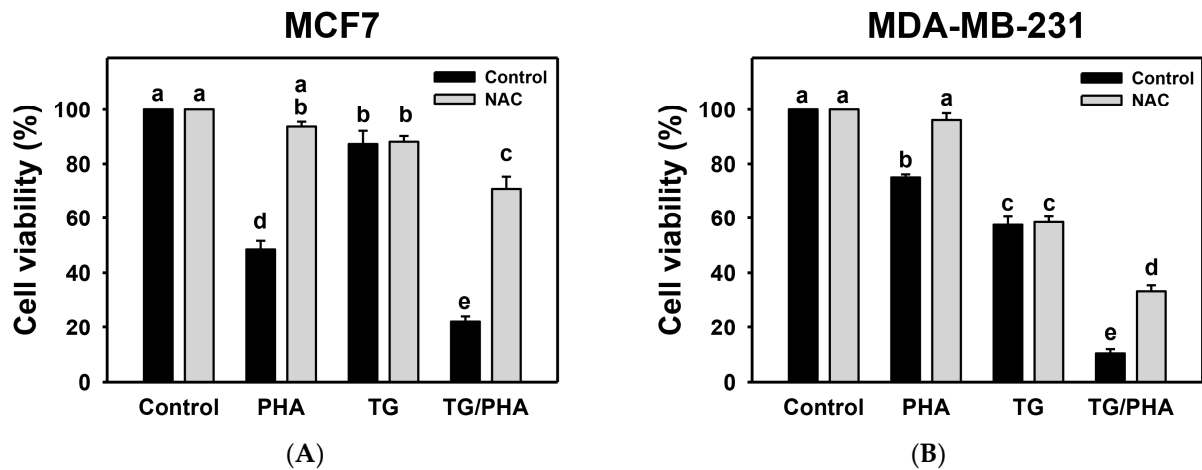 MCF7
Cell viability (%)
100
80
60
40
20
0
Control
NAC
a a a b b b
d c
e
Control PHA TG TG/PHA
(A)
MDA-MB-231
Cell viability (%)
100
80
60
40
20
0
Control
NAC
a a a
b
c c
d
e
Control PHA TG TG/PHA
(B)